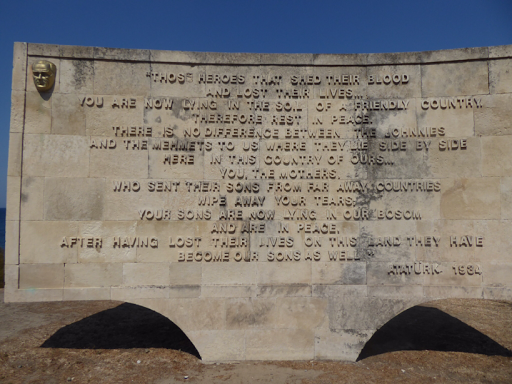 "THOSE HEROES THAT SHED THEIR BLOOD
AND LOST THEIR LIVES...
YOU ARE NOW LYING IN THE SOIL OF A FRIENDLY COUNTRY.
THEREFORE REST IN PEACE.
THERE IS NO DIFFERENCE BETWEEN THE JOHNNIES
AND THE MEHMETS TO US WHERE THEY LIE SIDE BY SIDE
HERE IN THIS COUNTRY OF OURS...
YOU, THE MOTHERS,
WHO SENT THEIR SONS FROM FAR AWAY COUNTRIES
WIPE AWAY YOUR TEARS;
YOUR SONS ARE NOW LYING IN OUR BOSOM
AND ARE IN PEACE.
AFTER HAVING LOST THEIR LIVES ON THIS LAND THEY HAVE
BECOME OUR SONS AS WELL"
ATATÜRK 1934